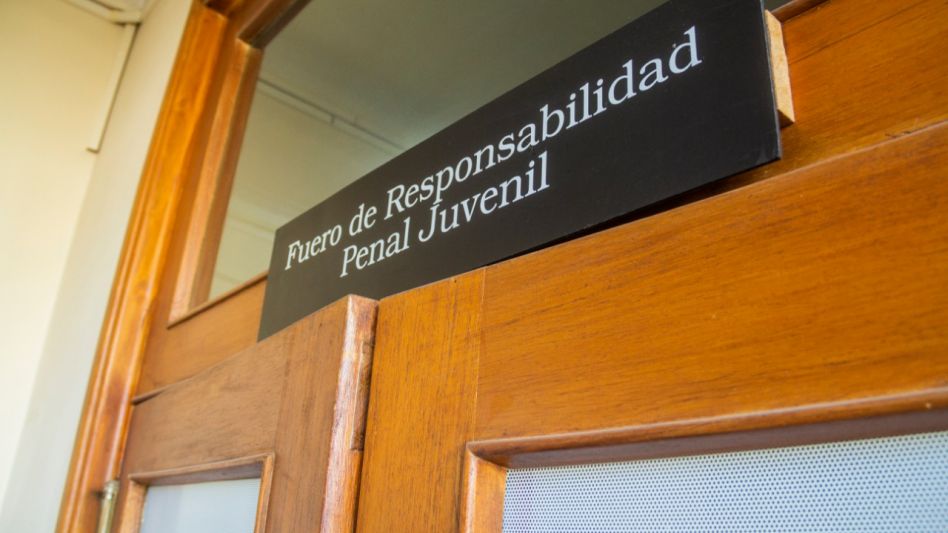 Fuero de Responsabilidad
Penal Juvenil